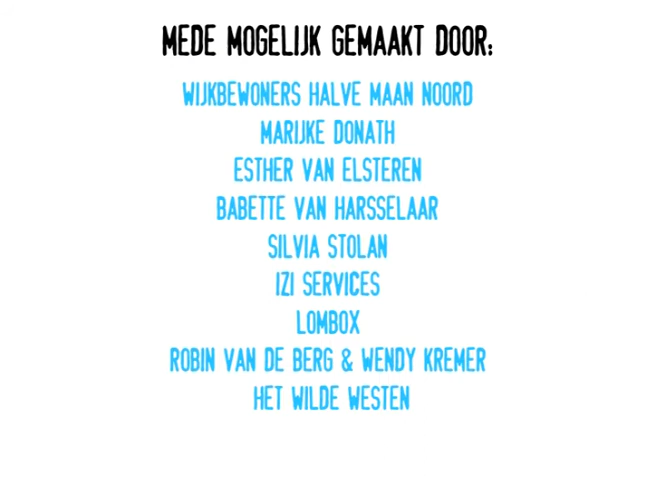 MEDE MOGELIJK GEMAAKT DOOR:
WIJKBEWONERS HALVE MAAN NOORD
MARIJKE DONATH
ESTHER VAN ELSTEREN
BABETTE VAN HARSSELAAR
SILVIA STOLAN
IZI SERVICES
LOMBOX
ROBIN VAN DE BERG & WENDY KREMER
HET WILDE WESTEN